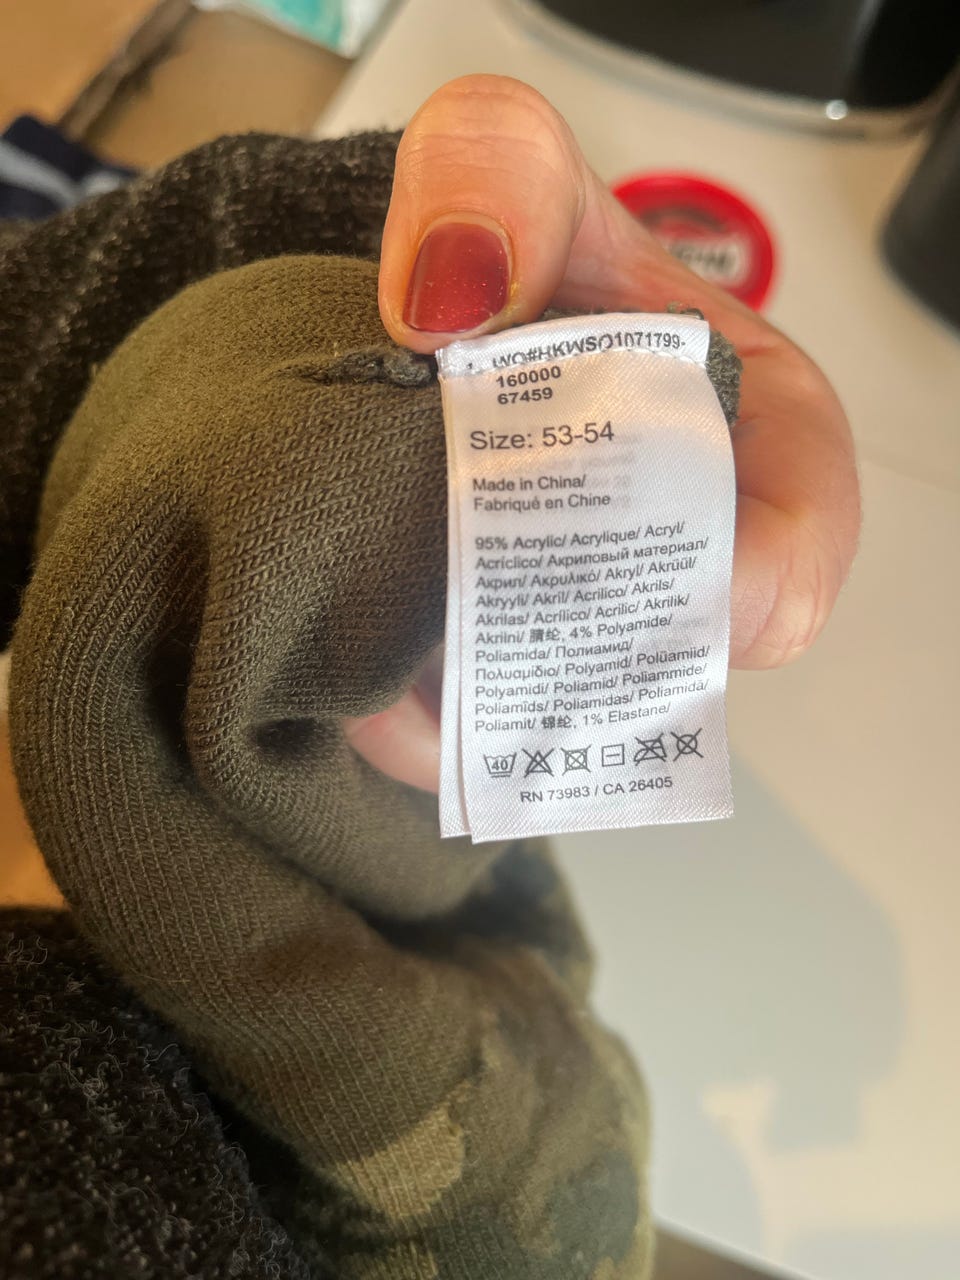 WO#HKWSO1071799-
160000
67459
Size: 53-54
Made in China/
Fabriqué en Chine
95% Acrylic/ Acrylique/ Acryl/
Acrílico/ Акриловый материал/
Акрил/ Ακρυλικό/ Akryl/ Akrüül/
Akryyli/ Akril/ Acrilico/ Akrils/
Akrilas/ Acrílico/ Acrilic/ Akrilik/
Akriini/ 腈纶, 4% Polyamide/
Poliamida/ Полиамид/
Πολυαμίδιο/ Polyamid/ Polüamiid/
Polyamidi/ Poliamid/ Poliammide/
Poliamīds/ Poliamidas/ Poliamida/
Poliamit/ 锦纶, 1% Elastane/
40
RN 73983 / CA 26405